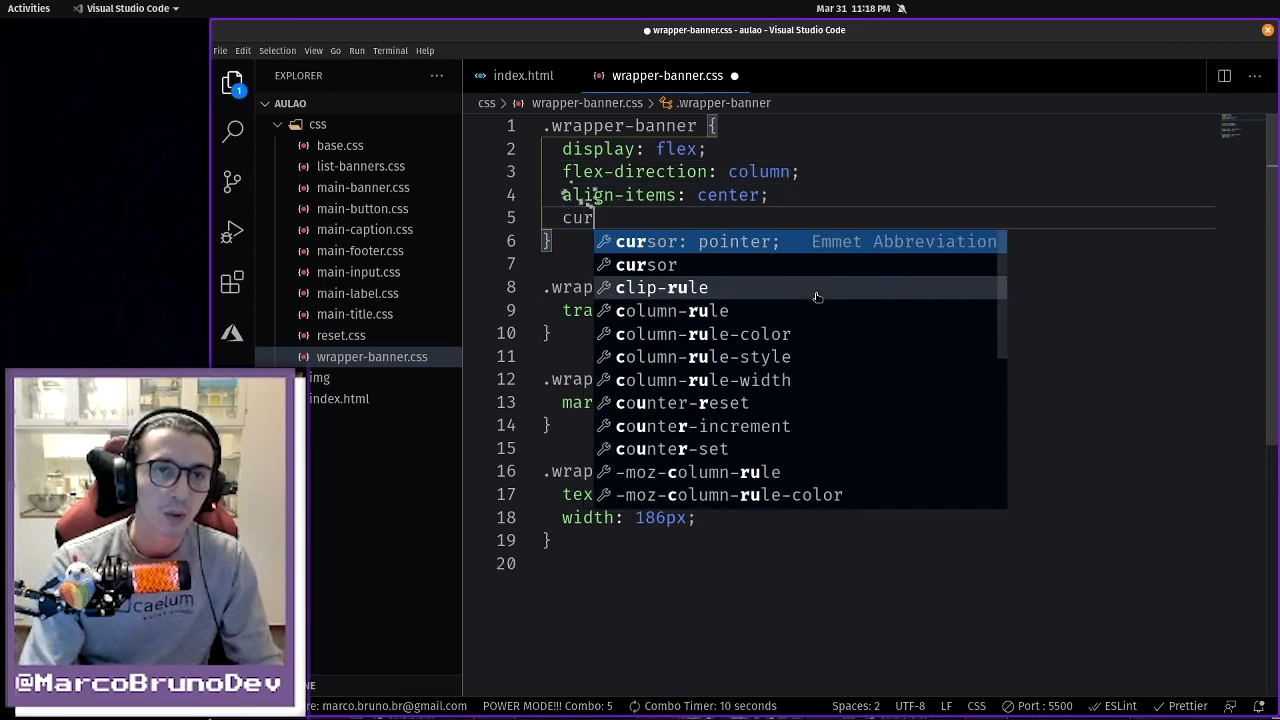 Activities
Visual Studio Code
Mar 31 11:18 PM
wrapper-banner.css - aulao - Visual Studio Code
File Edit Selection View Go Run Terminal Help
EXPLORER
AULAO
css
base.css
list-banners.css
main-banner.css
main-button.css
main-caption.css
main-footer.css
main-input.css
main-label.css
main-title.css
reset.css
wrapper-banner.css
img
index.html
1
index.html
wrapper-banner.css
css > wrapper-banner.css > .wrapper-banner
1 .wrapper-banner {
2 display: flex;
3 flex-direction: column;
4 align-items: center;
5 cur
6 }
7
8 .wrap
9 tra
10 }
11
12 .wrap
13 mar
14 }
15
16 .wrap
17 tex
18 width: 186px;
19 }
20
cursor: pointer; Emmet Abbreviation
cursor
clip-rule
column-rule
column-rule-color
column-rule-style
column-rule-width
counter-reset
counter-increment
counter-set
-moz-column-rule
-moz-column-rule-color
caelum
@MarcoBrunoDev
NE
re: marco.bruno.br@gmail.com POWER MODE!!! Combo: 5 Combo Timer: 10 seconds Spaces: 2 UTF-8 LF CSS Port : 5500 ESLint Prettier